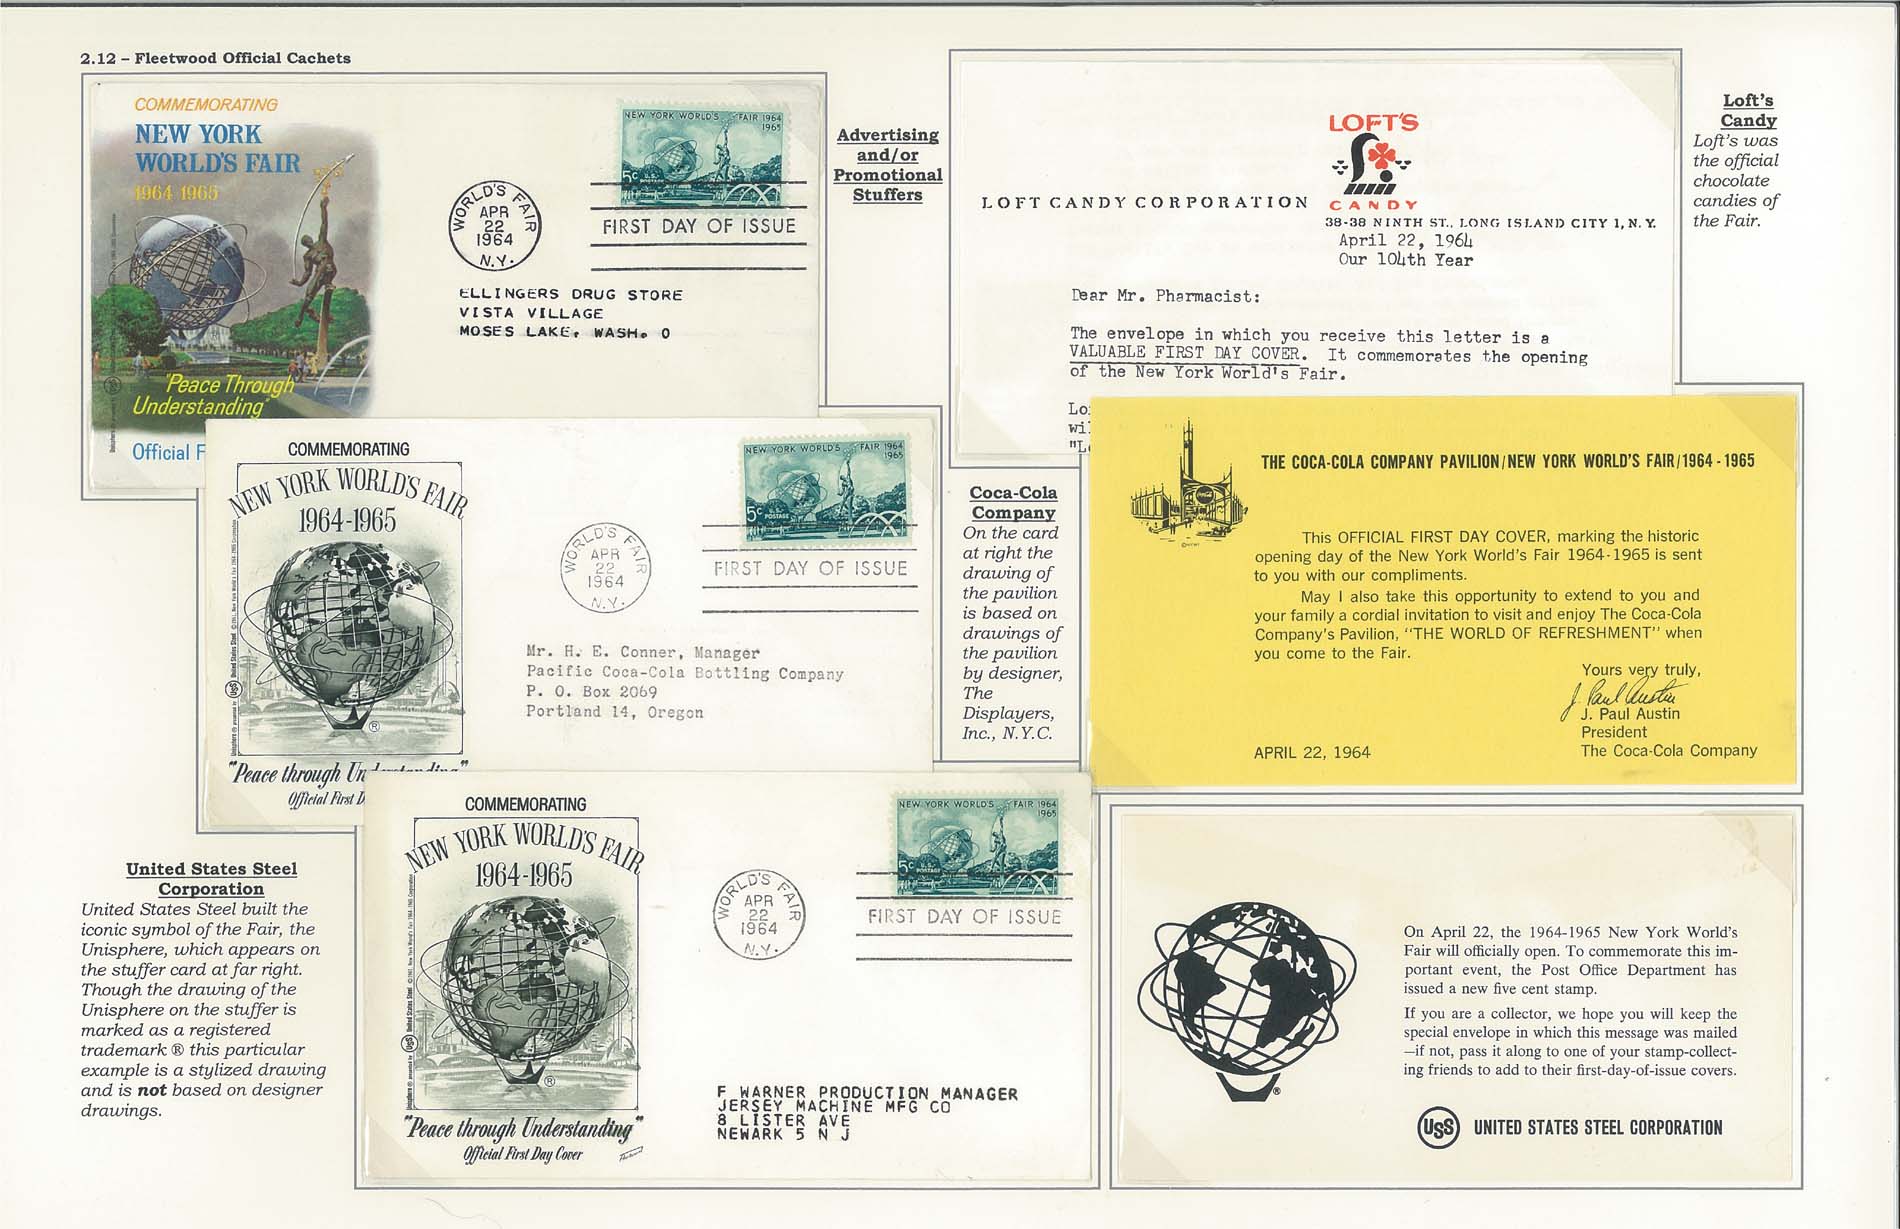 2.12 – Fleetwood Official Cachets
COMMEMORATING
NEW YORK
WORLD'S FAIR
1964 1965
"Peace Through
Understanding"
Official F
NEW YORK WORLD'S FAIR 1964
1965
5c U.S.
POSTAGE
WORLD'S FAIR
APR
22
1964
N.Y.
FIRST DAY OF ISSUE
ELLINGERS DRUG STORE
VISTA VILLAGE
MOSES LAKE, WASH. 0
Advertising
and/or
Promotional
Stuffers
LOFT'S
CANDY
LOFT CANDY CORPORATION
38-38 NINTH ST., LONG ISLAND CITY 1, N.Y.
April 22, 1964
Our 104th Year
Dear Mr. Pharmacist:
The envelope in which you receive this letter is a
VALUABLE FIRST DAY COVER. It commemorates the opening
of the New York World's Fair.
Lo
wi
"L
Loft's
Candy
Loft's was
the official
chocolate
candies of
the Fair.
COMMEMORATING
NEW YORK WORLD'S FAIR
1964-1965
"Peace through Understanding"
Official First D
USS
United States Steel
®
NEW YORK WORLD'S FAIR 1964
1965
5c U.S.
POSTAGE
WORLD'S FAIR
APR
22
1964
N.Y.
FIRST DAY OF ISSUE
Mr. H. E. Conner, Manager
Pacific Coca-Cola Bottling Company
P. O. Box 2069
Portland 14, Oregon
Coca-Cola
Company
On the card
at right the
drawing of
the pavilion
is based on
drawings of
the pavilion
by designer,
The
Displayers,
Inc., N.Y.C.
THE COCA-COLA COMPANY PAVILION/NEW YORK WORLD'S FAIR/1964-1965
This OFFICIAL FIRST DAY COVER, marking the historic
opening day of the New York World's Fair 1964-1965 is sent
to you with our compliments.
May I also take this opportunity to extend to you and
your family a cordial invitation to visit and enjoy The Coca-Cola
Company's Pavilion, "THE WORLD OF REFRESHMENT" when
you come to the Fair.
Yours very truly,
J. Paul Austin
J. Paul Austin
President
The Coca-Cola Company
APRIL 22, 1964
United States Steel
Corporation
United States Steel built the
iconic symbol of the Fair, the
Unisphere, which appears on
the stuffer card at far right.
Though the drawing of the
Unisphere on the stuffer is
marked as a registered
trademark ® this particular
example is a stylized drawing
and is not based on designer
drawings.
COMMEMORATING
NEW YORK WORLD'S FAIR
1964-1965
"Peace through Understanding"
Official First Day Cover
USS
United States Steel
®
NEW YORK WORLD'S FAIR 1964
1965
5c U.S.
POSTAGE
WORLD'S FAIR
APR
22
1964
N.Y.
FIRST DAY OF ISSUE
F WARNER PRODUCTION MANAGER
JERSEY MACHINE MFG CO
8 LISTER AVE
NEWARK 5 N J
®
On April 22, the 1964-1965 New York World's
Fair will officially open. To commemorate this im-
portant event, the Post Office Department has
issued a new five cent stamp.
If you are a collector, we hope you will keep the
special envelope in which this message was mailed
—if not, pass it along to one of your stamp-collect-
ing friends to add to their first-day-of-issue covers.
USS UNITED STATES STEEL CORPORATION